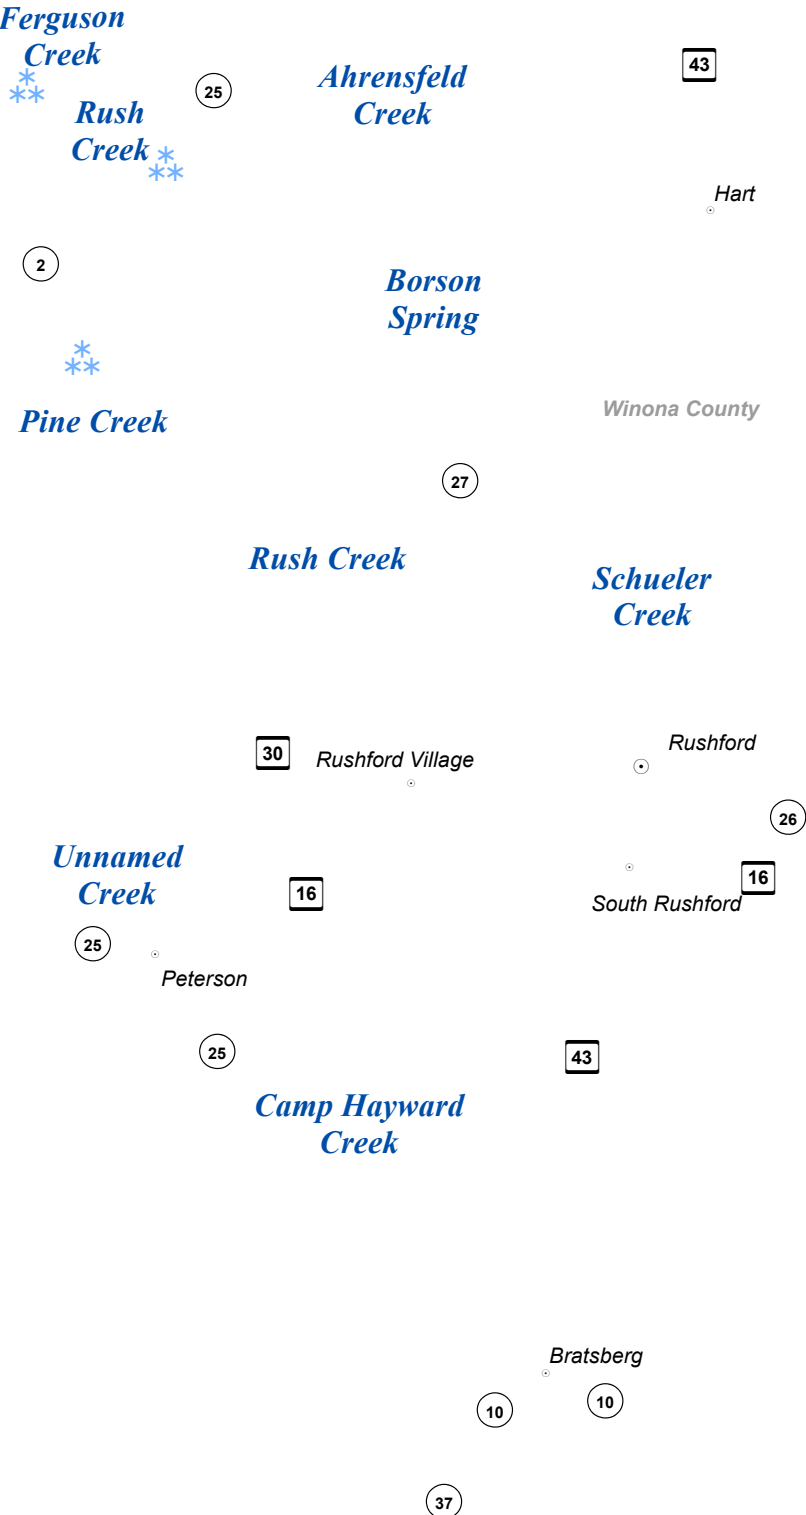 Ferguson
Creek
25
Ahrensfeld
Creek
43
Rush
Creek
Hart
2
Borson
Spring
Pine Creek
Winona County
27
Rush Creek
Schueler
Creek
30
Rushford Village
Rushford
26
Unnamed
Creek
16
16
South Rushford
25
Peterson
25
43
Camp Hayward
Creek
Bratsberg
10
10
37